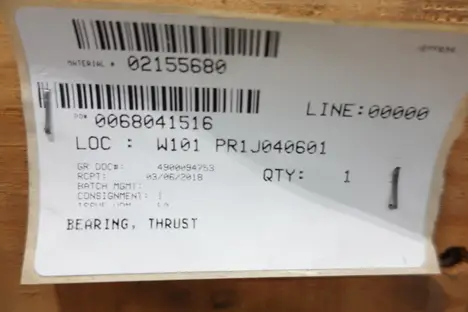 MATERIAL # 02155680
PO# 0068041516
LINE:00000
LOC : W101 PR1J040601
GR DOC#: 4900094753
RCPT: 03/06/2018
QTY: 1
BATCH MGMT:
CONSIGNMENT:
BEARING, THRUST